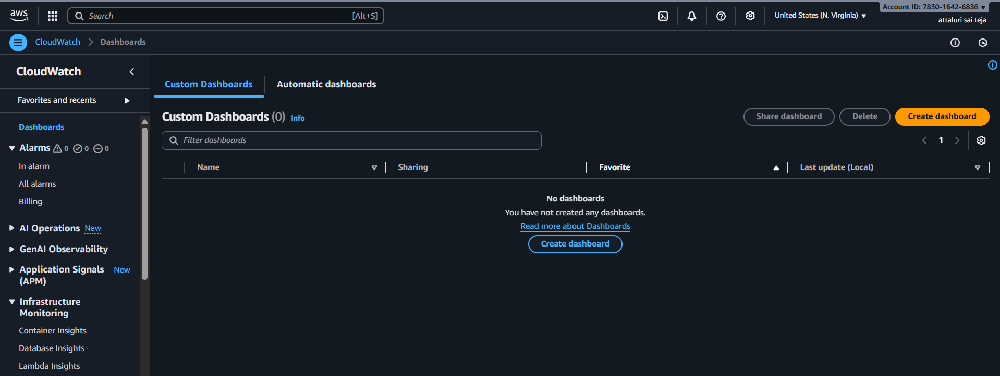 aws
Search [Alt+S]
United States (N. Virginia)
Account ID: 7830-1642-6836
attaluri sai teja
CloudWatch Dashboards
CloudWatch
Favorites and recents
Dashboards
Alarms 0 0 0
In alarm
All alarms
Billing
AI Operations New
GenAI Observability
Application Signals New
(APM)
Infrastructure
Monitoring
Container Insights
Database Insights
Lambda Insights
Custom Dashboards Automatic dashboards
Custom Dashboards (0) Info
Share dashboard Delete Create dashboard
Filter dashboards
1
Name Sharing Favorite Last update (Local)
No dashboards
You have not created any dashboards.
Read more about Dashboards
Create dashboard